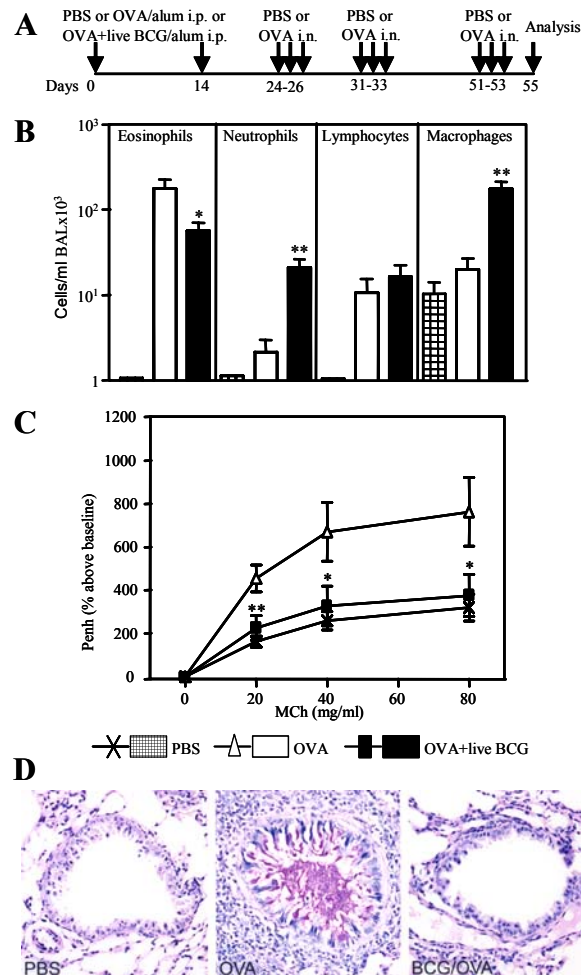 A
PBS or OVA/alum i.p. or
OVA+live BCG/alum i.p.
PBS or
OVA i.n.
PBS or
OVA i.n.
PBS or
OVA i.n.
Analysis
Days 0 14 24-26 31-33 51-53 55
B
Eosinophils Neutrophils Lymphocytes Macrophages
Cells/ml BALx10³
10³
10²
10¹
1
*
**
**
C
Penh (% above baseline)
1200
1000
800
600
400
200
0
**
*
*
0 20 40 60 80
MCh (mg/ml)
PBS OVA OVA+live BCG
D
PBS OVA BCG/OVA